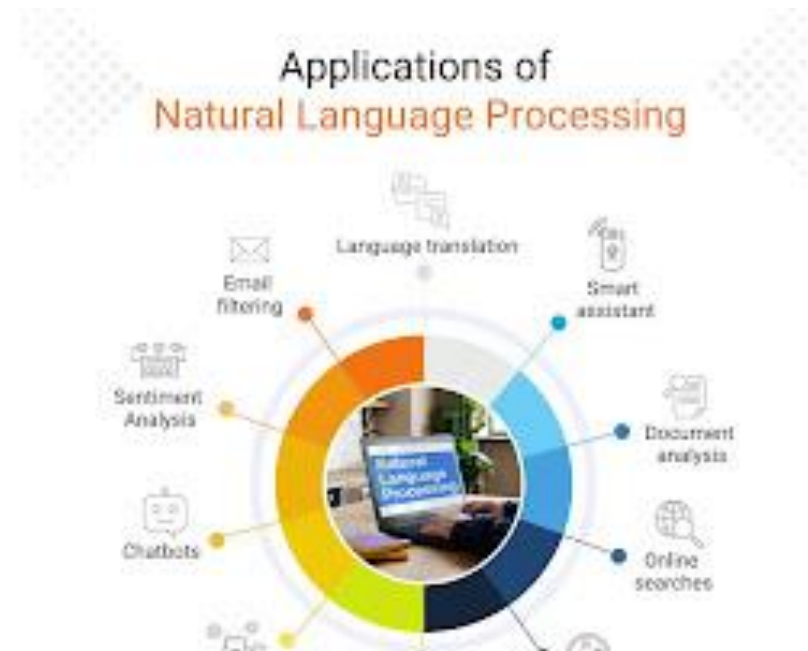 Applications of
Natural Language Processing
Language translation
Email
filtering
Smart
assistant
Sentiment
Analysis
Document
analysis
Natural
Language
Processing
Chatbots
Online
searches